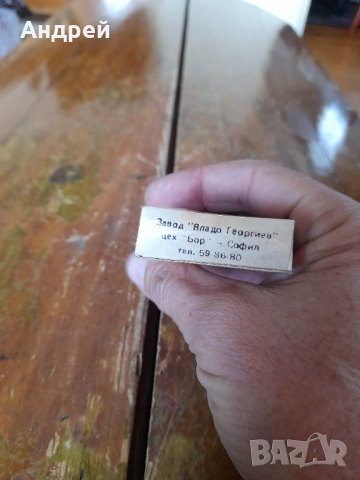 Андрей
Завод "Владо Георгиев"
цех "Бор" - София
тел. 59-86-80
BAZAR